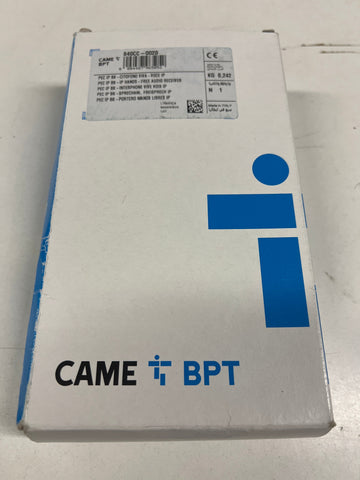 CAME BPT
840CC-0020
PEC IP BK - CITOFONO VIVA - VOCE IP
PEC IP BK - IP HANDS - FREE AUDIO RECEIVER
PEC IP BK - INTERPHONE VIVE VOIX IP
PEC IP BK - SPRECHANL. FREISPRECH IP
PEC IP BK - PORTERO MANOS LIBRES IP
CE
KG 0,242
N 1
MADE IN ITALY
CAME BPT